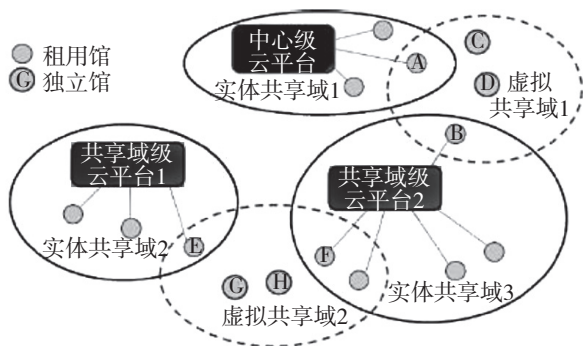 租用馆
G 独立馆
中心级
云平台
实体共享域1
A
C
D
虚拟
共享域1
B
共享域级
云平台1
实体共享域2
E
共享域级
云平台2
F
实体共享域3
G
H
虚拟共享域2